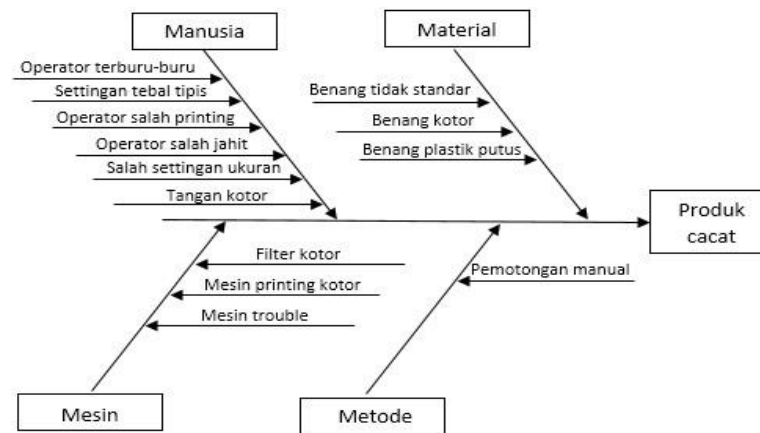 Manusia
Material
Operator terburu-buru
Settingan tebal tipis
Operator salah printing
Operator salah jahit
Salah settingan ukuran
Tangan kotor
Benang tidak standar
Benang kotor
Benang plastik putus
Produk
cacat
Filter kotor
Mesin printing kotor
Mesin trouble
Pemotongan manual
Mesin
Metode